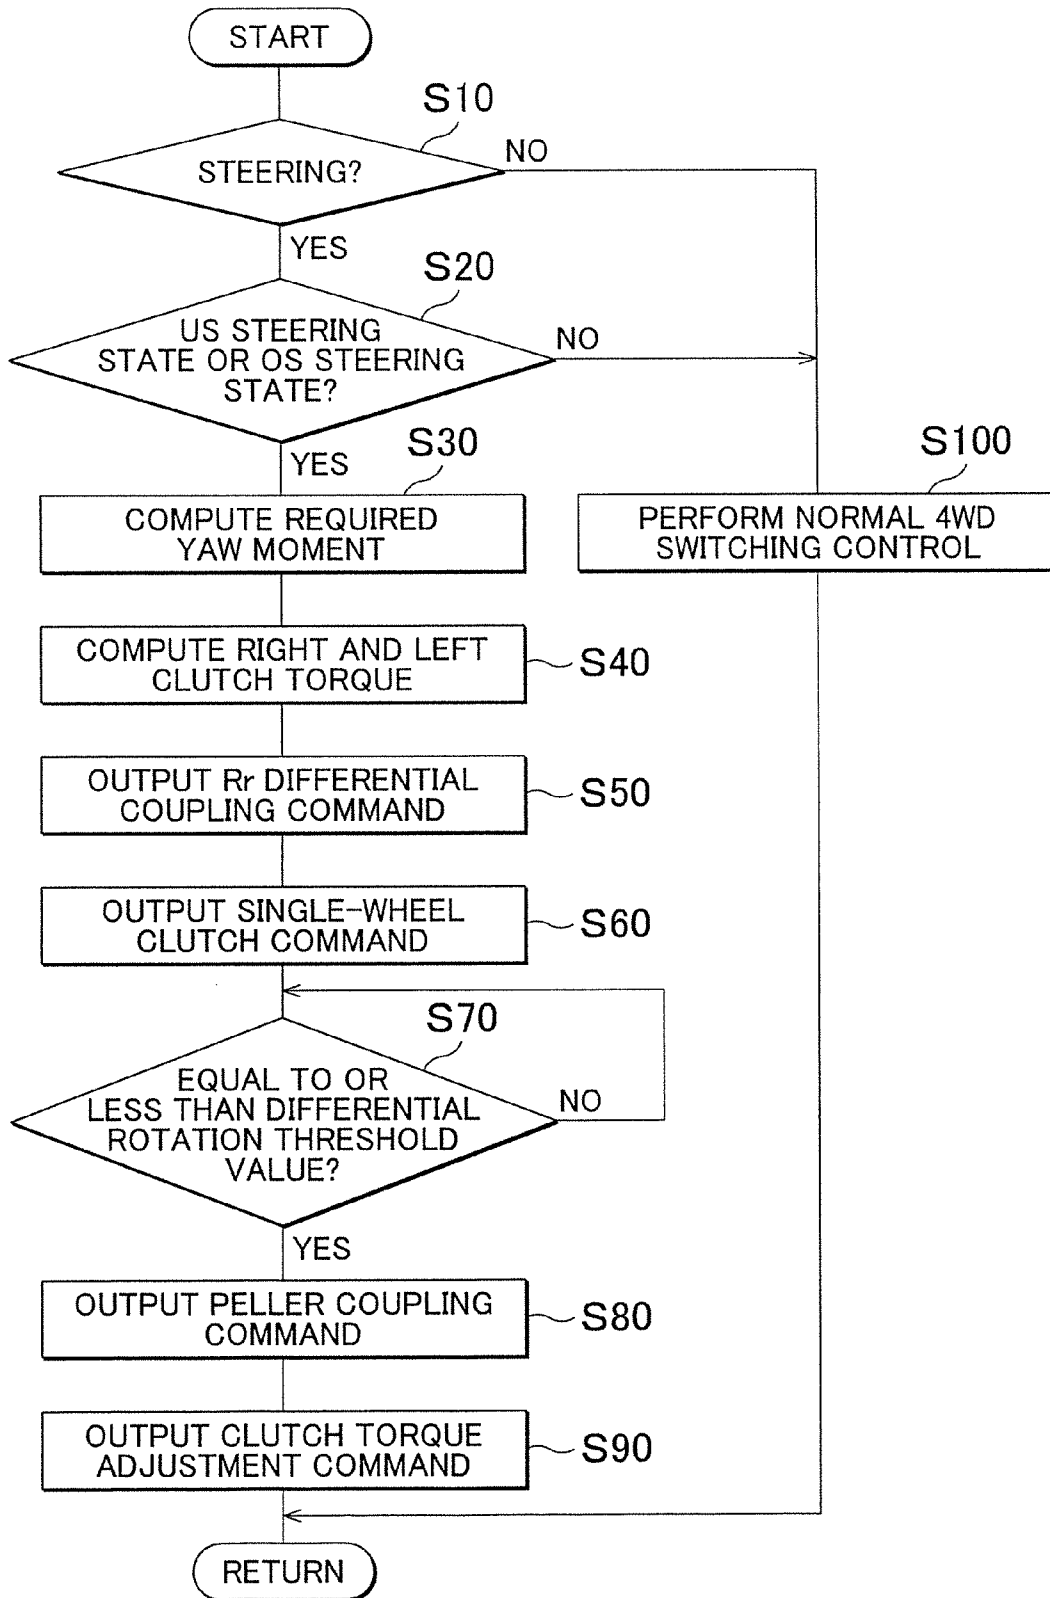 START
S10
STEERING?
NO
YES
S20
US STEERING
STATE OR OS STEERING
STATE?
NO
YES
S30
COMPUTE REQUIRED
YAW MOMENT
S100
PERFORM NORMAL 4WD
SWITCHING CONTROL
COMPUTE RIGHT AND LEFT
CLUTCH TORQUE
S40
OUTPUT Rr DIFFERENTIAL
COUPLING COMMAND
S50
OUTPUT SINGLE-WHEEL
CLUTCH COMMAND
S60
S70
EQUAL TO OR
LESS THAN DIFFERENTIAL
ROTATION THRESHOLD
VALUE?
NO
YES
OUTPUT PELLER COUPLING
COMMAND
S80
OUTPUT CLUTCH TORQUE
ADJUSTMENT COMMAND
S90
RETURN